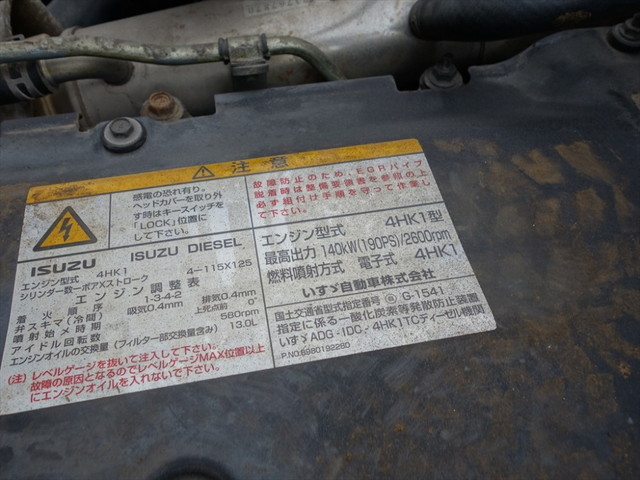 注意
感電の恐れ有り。
ヘッドカバーを取り外
す時はキースイッチを
「LOCK」位置に
して下さい。
故障防止のため、EGRパイプ
脱着時は整備要領書を参照の上
必ず組付け手順を守って作業し
て下さい。
ISUZU ISUZU DIESEL
エンジン型式 4HK1
シリンダ数ーボアXストローク 4-115X125
エンジン調整表
着火順序 1-3-4-2
弁スキマ(冷間) 吸気0.4mm 排気0.4mm
噴射始メ時期 上死点前 0°
アイドル回転数 580rpm
エンジンオイルの交換量(フィルター部交換量含み) 13.0L
(注)レベルゲージを抜いて注入して下さい。
故障の原因となるのでレベルゲージMAX位置以上
にエンジンオイルを入れないで下さい。
エンジン型式 4HK1型
最高出力 140kW(190PS)/2600rpm
燃料噴射方式 電子式 4HK1
いすゞ自動車株式会社
国土交通省型式指定番号 Ⓡ G-1541
指定に係る一酸化炭素等発散防止装置
いすゞADG・IDC/4HK1TCディーゼル機関
P.NO.8980192280